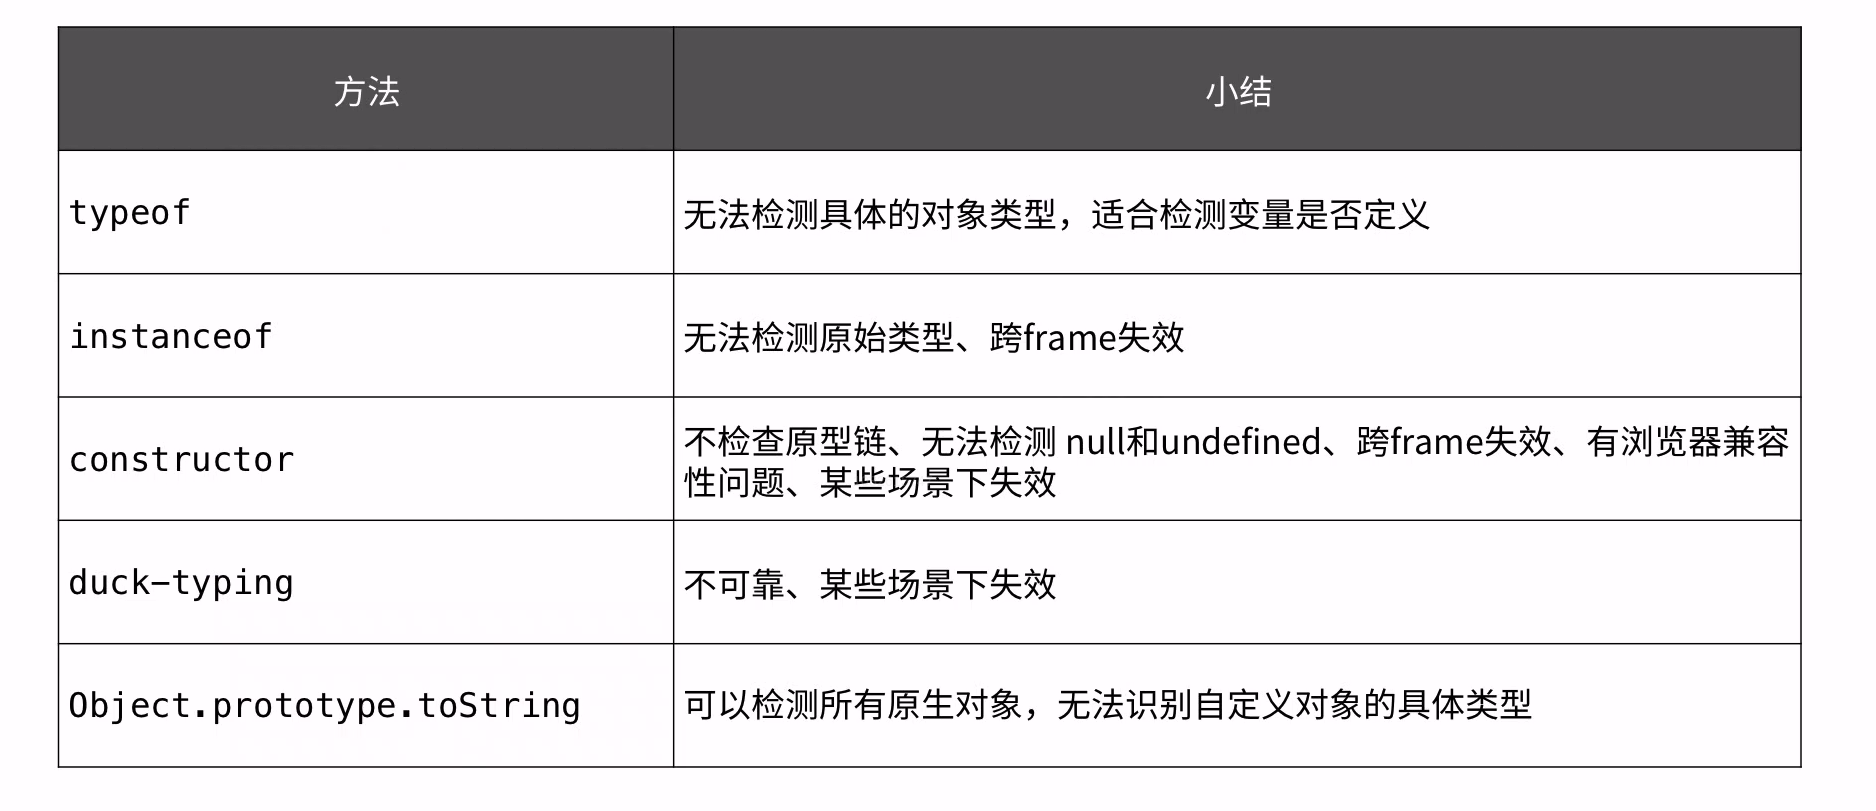 方法
小结
typeof
无法检测具体的对象类型，适合检测变量是否定义
instanceof
无法检测原始类型、跨frame失效
constructor
不检查原型链、无法检测 null和undefined、跨frame失效、有浏览器兼容
性问题、某些场景下失效
duck-typing
不可靠、某些场景下失效
Object.prototype.toString
可以检测所有原生对象，无法识别自定义对象的具体类型